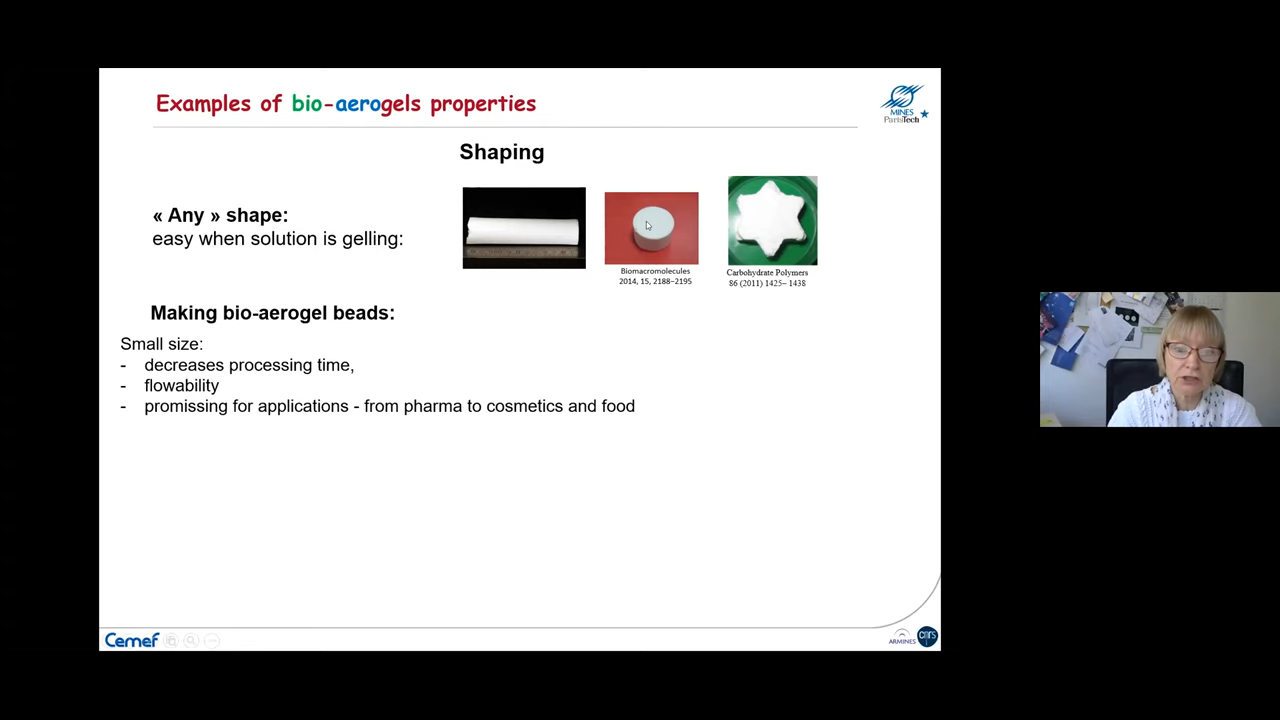 Examples of bio-aerogels properties
MINES
ParisTech
Shaping
« Any » shape:
easy when solution is gelling:
Biomacromolecules
2014, 15, 2188−2195
Carbohydrate Polymers
86 (2011) 1425– 1438
Making bio-aerogel beads:
Small size:
- decreases processing time,
- flowability
- promissing for applications - from pharma to cosmetics and food
Cemef
ARMINES
cnrs